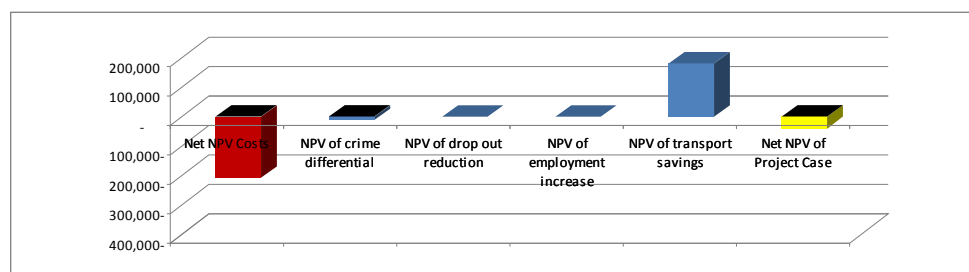 200,000
100,000
-
100,000-
200,000-
300,000-
400,000-
Net NPV Costs
NPV of crime
differential
NPV of drop out
reduction
NPV of
employment
increase
NPV of transport
savings
Net NPV of
Project Case